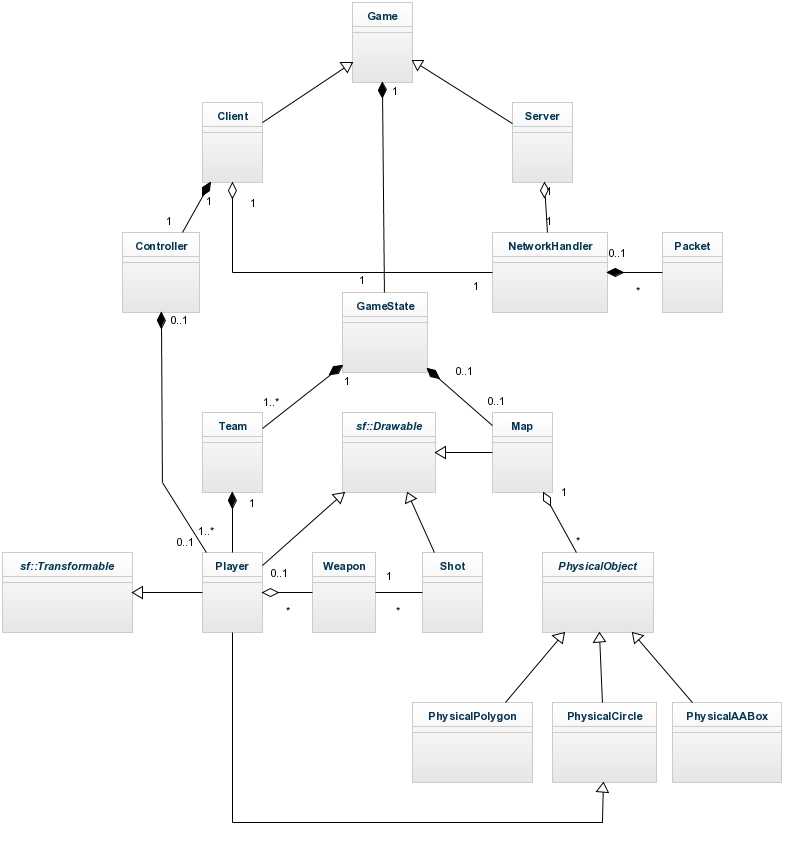 Game
1
Client
Server
1
1
1
1
1
Controller
NetworkHandler
Packet
0..1
*
1
1
GameState
0..1
1
0..1
1..*
0..1
Team
sf::Drawable
Map
1
1
1..*
0..1
*
sf::Transformable
Player
0..1
*
Weapon
1
*
Shot
PhysicalObject
PhysicalPolygon
PhysicalCircle
PhysicalAABox